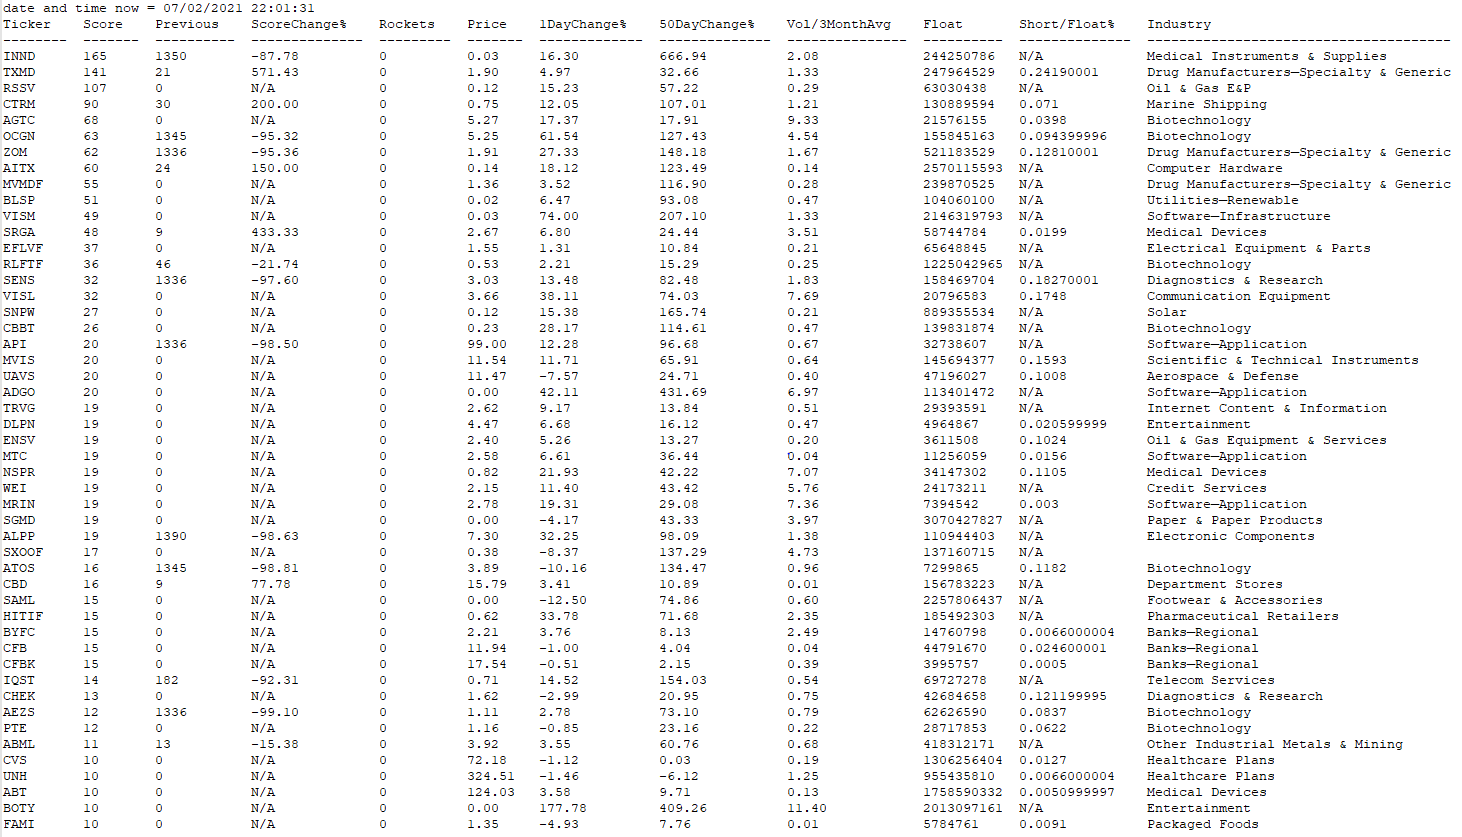 date and time now = 07/02/2021 22:01:31
Ticker Score Previous ScoreChange% Rockets Price 1DayChange% 50DayChange% Vol/3MonthAvg Float Short/Float% Industry
-------- ------- ---------- -------------- --------- ------- ------------- -------------- --------------- ---------- -------------- --------------------------------------
INND 165 1350 -87.78 0 0.03 16.30 666.94 2.08 244250786 N/A Medical Instruments & Supplies
TXMD 141 21 571.43 0 1.90 4.97 32.66 1.33 247964529 0.24190001 Drug Manufacturers—Specialty & Generic
RSSV 107 0 N/A 0 0.12 15.23 57.22 0.29 63030438 N/A Oil & Gas E&P
CTRM 90 30 200.00 0 0.75 12.05 107.01 1.21 130889594 0.071 Marine Shipping
AGTC 68 0 N/A 0 5.27 17.37 17.91 9.33 21576155 0.0398 Biotechnology
OCGN 63 1345 -95.32 0 5.25 61.54 127.43 4.54 155845163 0.094399996 Biotechnology
ZOM 62 1336 -95.36 0 1.91 27.33 148.18 1.67 521183529 0.12810001 Drug Manufacturers—Specialty & Generic
AITX 60 24 150.00 0 0.14 18.12 123.49 0.14 2570115593 N/A Computer Hardware
MVMDF 55 0 N/A 0 1.36 3.52 116.90 0.28 239870525 N/A Drug Manufacturers—Specialty & Generic
BLSP 51 0 N/A 0 0.02 6.47 93.08 0.47 104060100 N/A Utilities—Renewable
VISM 49 0 N/A 0 0.03 74.00 207.10 1.33 2146319793 N/A Software—Infrastructure
SRGA 48 9 433.33 0 2.67 6.80 24.44 3.51 58744784 0.0199 Medical Devices
EFLVF 37 0 N/A 0 1.55 1.31 10.84 0.21 65648845 N/A Electrical Equipment & Parts
RLFTF 36 46 -21.74 0 0.53 2.21 15.29 0.25 1225042965 N/A Biotechnology
SENS 32 1336 -97.60 0 3.03 13.48 82.48 1.83 158469704 0.18270001 Diagnostics & Research
VISL 32 0 N/A 0 3.66 38.11 74.03 7.69 20796583 0.1748 Communication Equipment
SNPW 27 0 N/A 0 0.12 15.38 165.74 0.21 889355534 N/A Solar
CBBT 26 0 N/A 0 0.23 28.17 114.61 0.47 139831874 N/A Biotechnology
API 20 1336 -98.50 0 99.00 12.28 96.68 0.67 32738607 N/A Software—Application
MVIS 20 0 N/A 0 11.54 11.71 65.91 0.64 145694377 0.1593 Scientific & Technical Instruments
UAVS 20 0 N/A 0 11.47 -7.57 24.71 0.40 47196027 0.1008 Aerospace & Defense
ADGO 20 0 N/A 0 0.00 42.11 431.69 6.97 113401472 N/A Software—Application
TRVG 19 0 N/A 0 2.62 9.17 13.84 0.51 29393591 N/A Internet Content & Information
DLPN 19 0 N/A 0 4.47 6.68 16.12 0.47 4964867 0.020599999 Entertainment
ENSV 19 0 N/A 0 2.40 5.26 13.27 0.20 3611508 0.1024 Oil & Gas Equipment & Services
MTC 19 0 N/A 0 2.58 6.61 36.44 0.04 11256059 0.0156 Software—Application
NSPR 19 0 N/A 0 0.82 21.93 42.22 7.07 34147302 0.1105 Medical Devices
WEI 19 0 N/A 0 2.15 11.40 43.42 5.76 24173211 N/A Credit Services
MRIN 19 0 N/A 0 2.78 19.31 29.08 7.36 7394542 0.003 Software—Application
SGMD 19 0 N/A 0 0.00 -4.17 43.33 3.97 3070427827 N/A Paper & Paper Products
ALPP 19 1390 -98.63 0 7.30 32.25 98.09 1.38 110944403 N/A Electronic Components
SXOOF 17 0 N/A 0 0.38 -8.37 137.29 4.73 137160715 N/A
ATOS 16 1345 -98.81 0 3.89 -10.16 134.47 0.96 7299865 0.1182 Biotechnology
CBD 16 9 77.78 0 15.79 3.41 10.89 0.01 156783223 N/A Department Stores
SAML 15 0 N/A 0 0.00 -12.50 74.86 0.60 2257806437 N/A Footwear & Accessories
HITIF 15 0 N/A 0 0.62 33.78 71.68 2.35 185492303 N/A Pharmaceutical Retailers
BYFC 15 0 N/A 0 2.21 3.76 8.13 2.49 14760798 0.0066000004 Banks—Regional
CFB 15 0 N/A 0 11.94 -1.00 4.04 0.04 44791670 0.024600001 Banks—Regional
CFBK 15 0 N/A 0 17.54 -0.51 2.15 0.39 3995757 0.0005 Banks—Regional
IQST 14 182 -92.31 0 0.71 14.52 154.03 0.54 69727278 N/A Telecom Services
CHEK 13 0 N/A 0 1.62 -2.99 20.95 0.75 42684658 0.121199995 Diagnostics & Research
AEZS 12 1336 -99.10 0 1.11 2.78 73.10 0.79 62626590 0.0837 Biotechnology
PTE 12 0 N/A 0 1.16 -0.85 23.16 0.22 28717853 0.0622 Biotechnology
ABML 11 13 -15.38 0 3.92 3.55 60.76 0.68 418312171 N/A Other Industrial Metals & Mining
CVS 10 0 N/A 0 72.18 -1.12 0.03 0.19 1306256404 0.0127 Healthcare Plans
UNH 10 0 N/A 0 324.51 -1.46 -6.12 1.25 955435810 0.0066000004 Healthcare Plans
ABT 10 0 N/A 0 124.03 3.58 9.71 0.13 1758590332 0.0050999997 Medical Devices
BOTY 10 0 N/A 0 0.00 177.78 409.26 11.40 2013097161 N/A Entertainment
FAMI 10 0 N/A 0 1.35 -4.93 7.76 0.01 5784761 0.0091 Packaged Foods